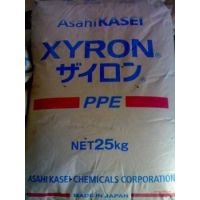 AsahiKASEI
XYRON®
ザイロン®
PPE
NET25kg
ASAHI KASEI CHEMICALS CORPORATION
MADE IN JAPAN